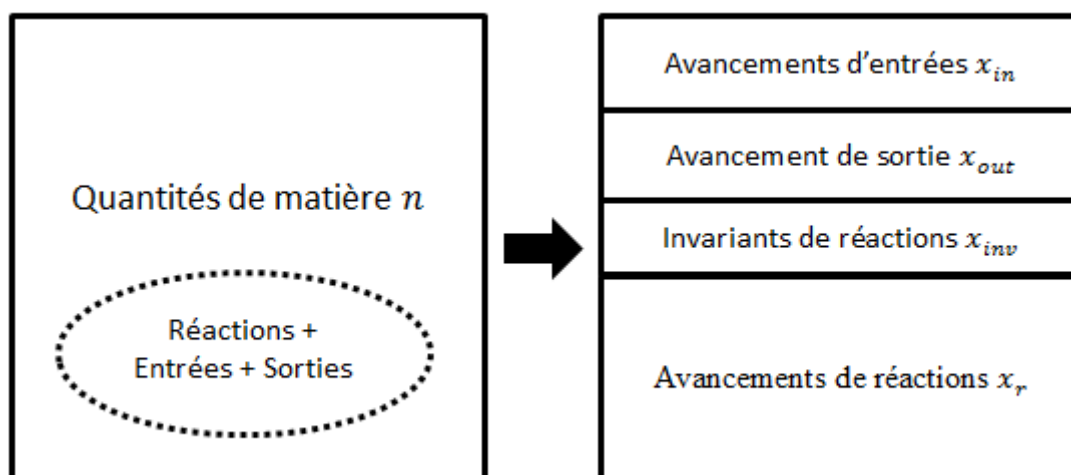 Quantités de matière n
Réactions +
Entrées + Sorties
Avancements d'entrées x_in
Avancement de sortie x_out
Invariants de réactions x_inv
Avancements de réactions x_r